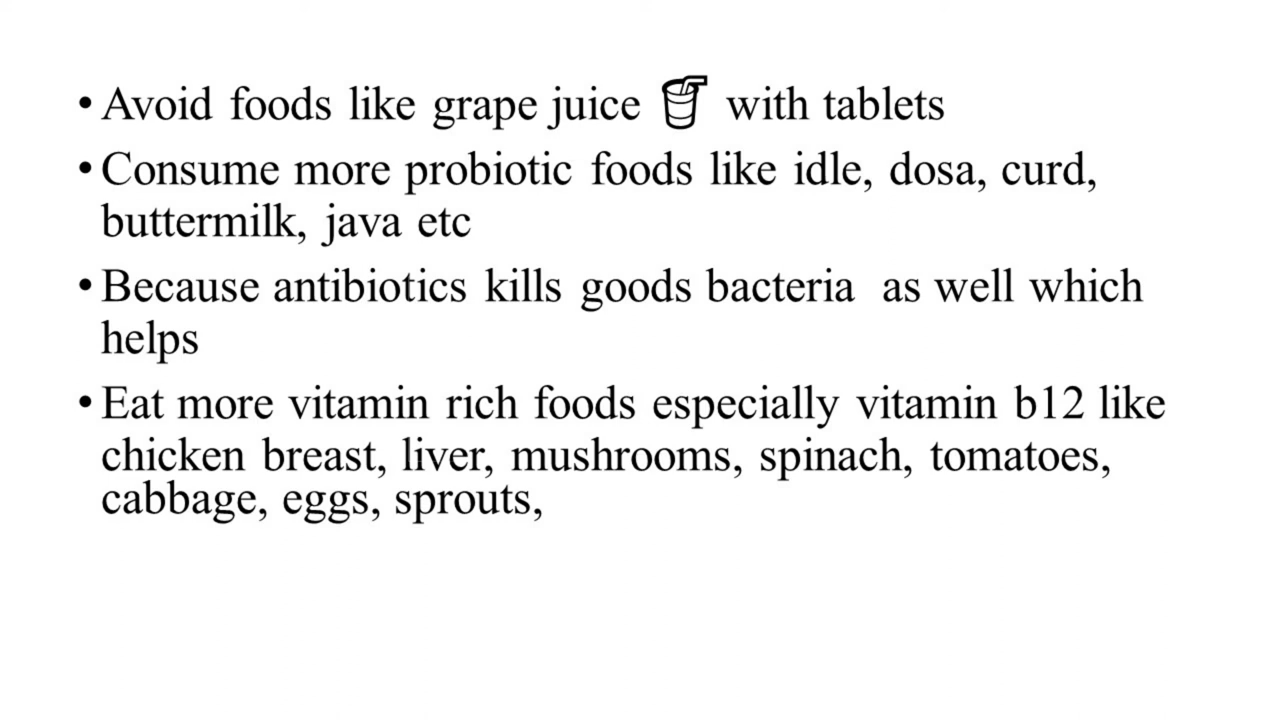 • Avoid foods like grape juice 🥤 with tablets
• Consume more probiotic foods like idle, dosa, curd,
buttermilk, java etc
• Because antibiotics kills goods bacteria  as well which
helps
• Eat more vitamin rich foods especially vitamin b12 like
chicken breast, liver, mushrooms, spinach, tomatoes,
cabbage, eggs, sprouts,